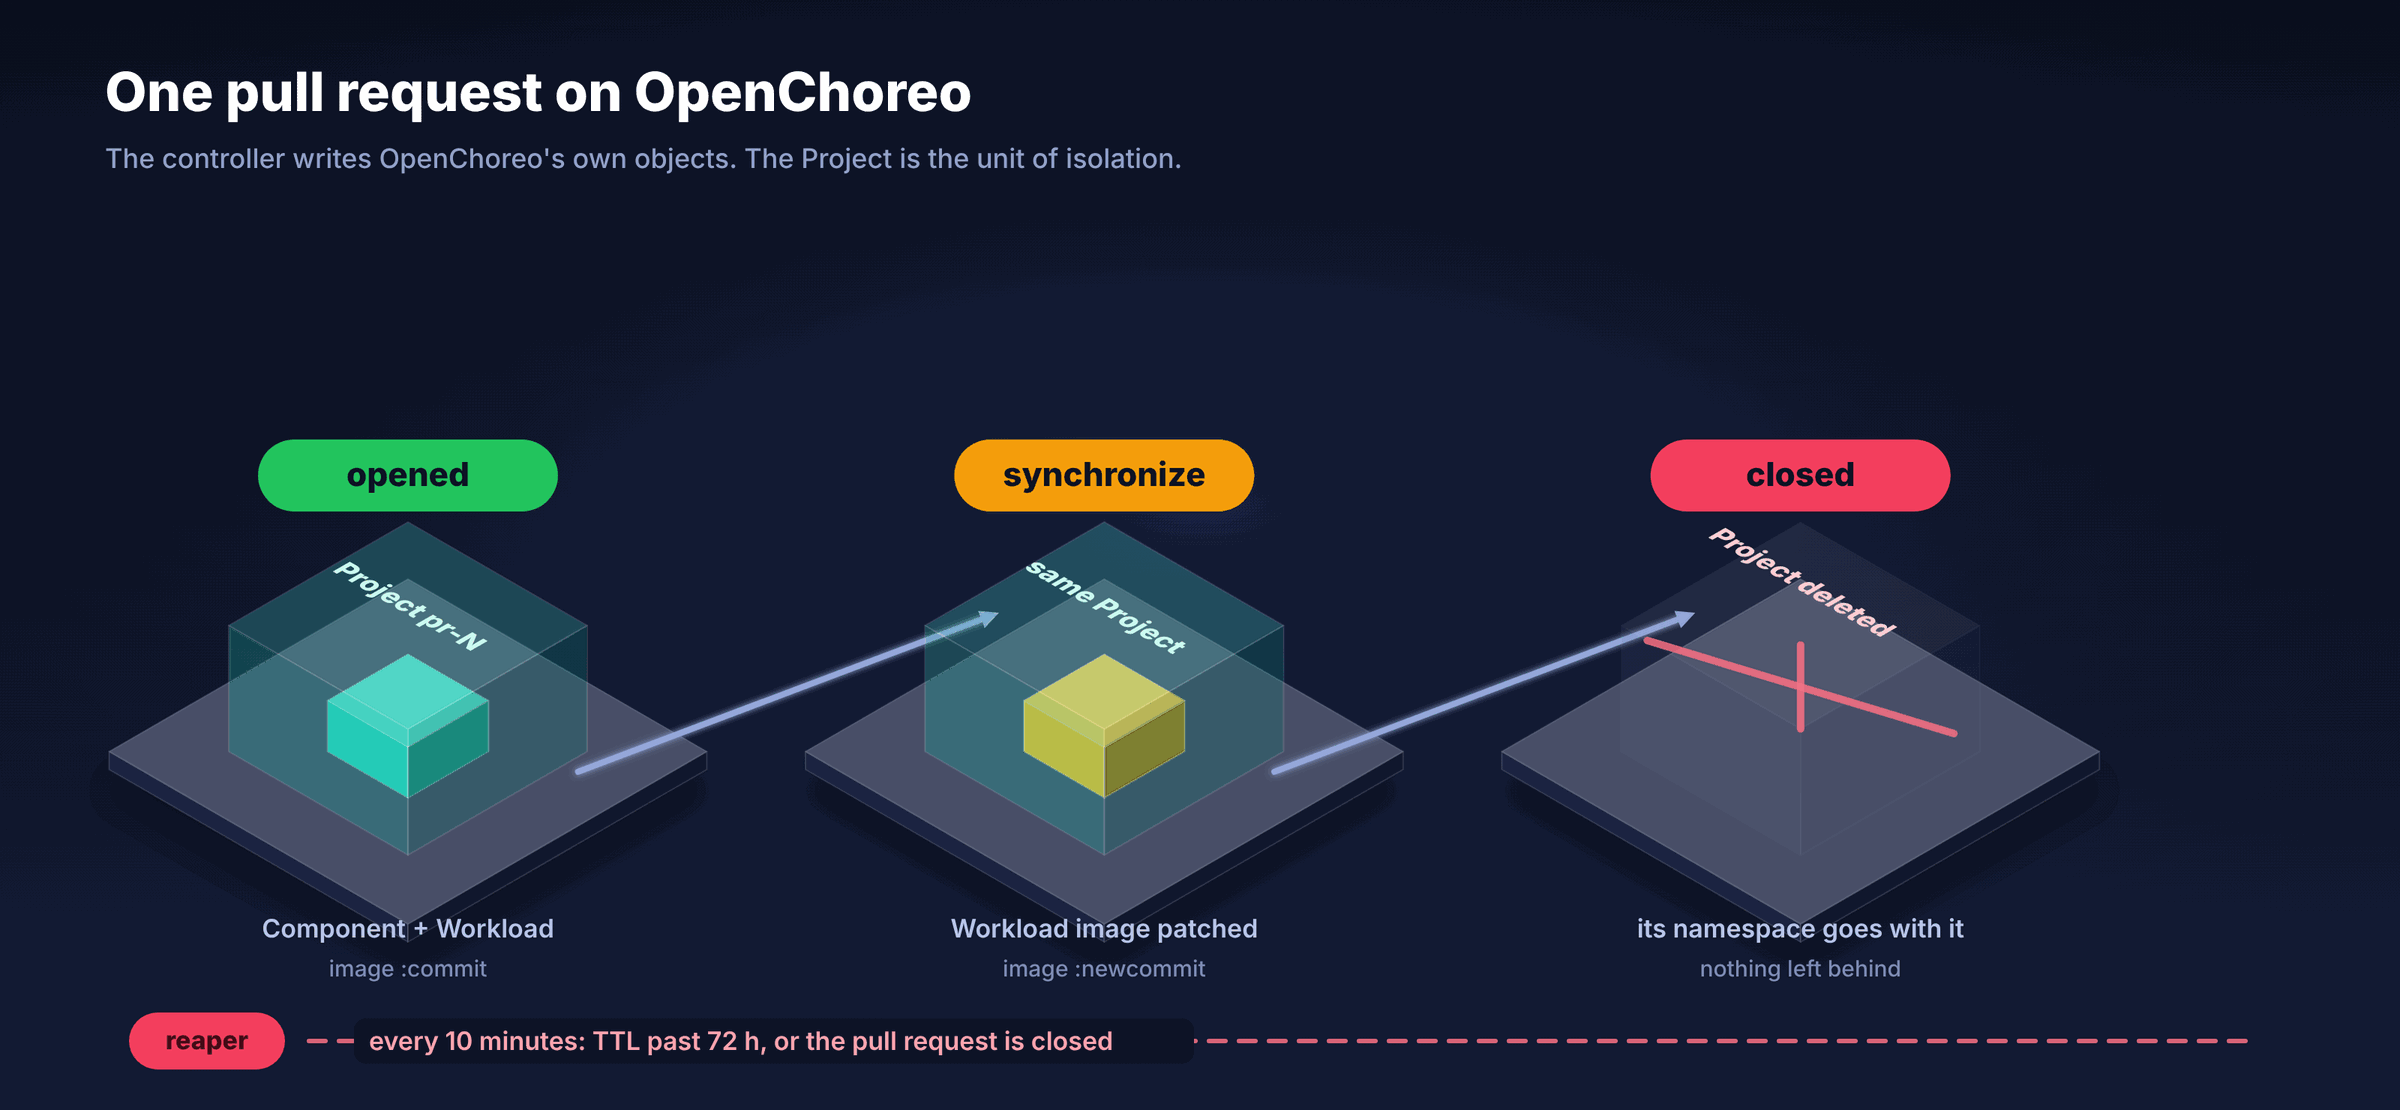 One pull request on OpenChoreo
The controller writes OpenChoreo's own objects. The Project is the unit of isolation.
opened
synchronize
closed
Project pr-N
same Project
Project deleted
Component + Workload
Workload image patched
its namespace goes with it
image :commit
image :newcommit
nothing left behind
reaper
every 10 minutes: TTL past 72 h, or the pull request is closed